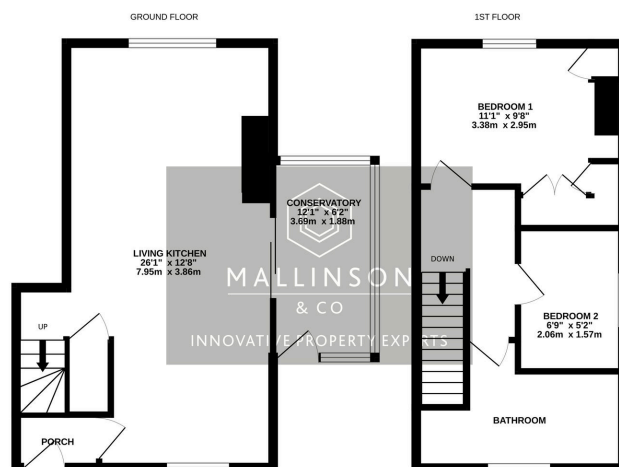 GROUND FLOOR
1ST FLOOR
BEDROOM 1
11'1" x 9'8"
3.38m x 2.95m
CONSERVATORY
12'1" x 6'2"
3.69m x 1.88m
LIVING KITCHEN
26'1" x 12'8"
7.95m x 3.86m
DOWN
MALLINSON
& CO
INNOVATIVE PROPERTY EXPERTS
BEDROOM 2
6'9" x 5'2"
2.06m x 1.57m
UP
BATHROOM
PORCH